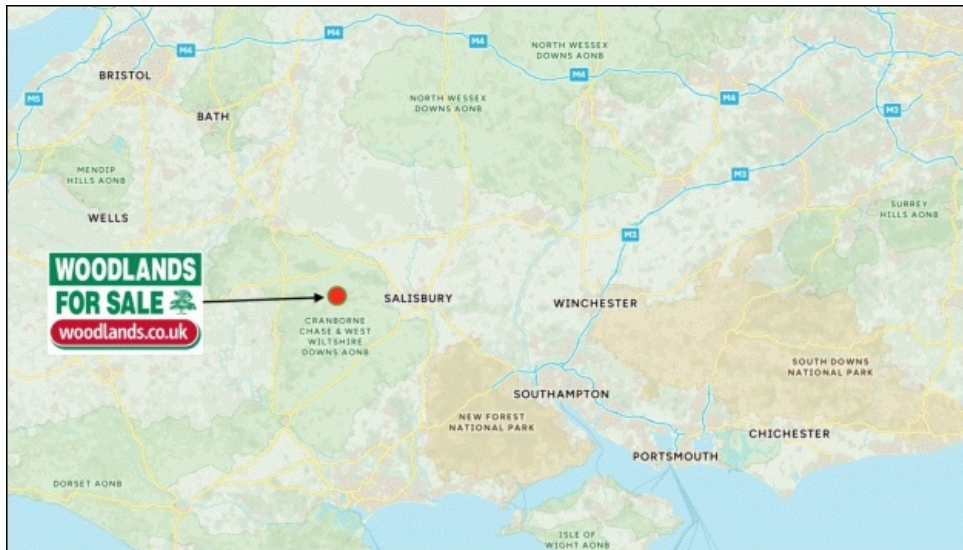 M4
NORTH WESSEX
DOWNS AONB
M4
M4
BRISTOL
M4
M5
M4
NORTH WESSEX
DOWNS AONB
M3
BATH
MENDIP
HILLS AONB
M3
SURREY
HILLS AONB
WELLS
M3
WOODLANDS
FOR SALE
woodlands.co.uk
SALISBURY
WINCHESTER
CRANBORNE
CHASE & WEST
WILTSHIRE
DOWNS AONB
SOUTH DOWNS
NATIONAL PARK
SOUTHAMPTON
NEW FOREST
NATIONAL PARK
CHICHESTER
PORTSMOUTH
DORSET AONB
ISLE OF
WIGHT AONB